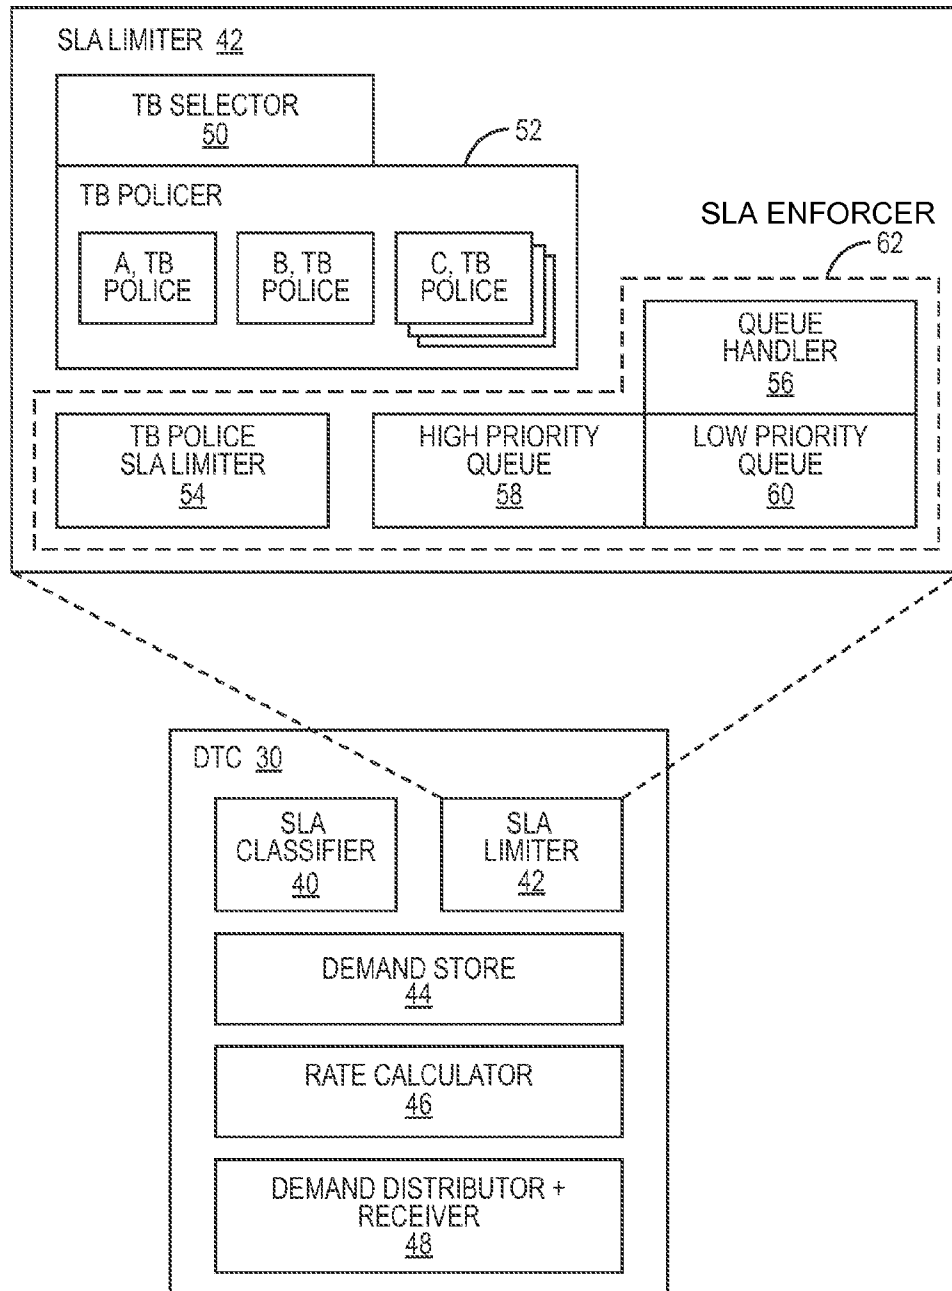 SLA LIMITER 42
TB SELECTOR
50
52
TB POLICER
A, TB
POLICE
B, TB
POLICE
C, TB
POLICE
SLA ENFORCER
62
QUEUE
HANDLER
56
TB POLICE
SLA LIMITER
54
HIGH PRIORITY
QUEUE
58
LOW PRIORITY
QUEUE
60
DTC 30
SLA
CLASSIFIER
40
SLA
LIMITER
42
DEMAND STORE
44
RATE CALCULATOR
46
DEMAND DISTRIBUTOR +
RECEIVER
48